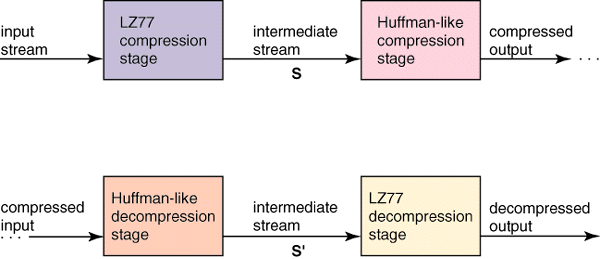 input
stream
LZ77
compression
stage
intermediate
stream
S
Huffman-like
compression
stage
compressed
output
...
compressed
input
...
Huffman-like
decompression
stage
intermediate
stream
S'
LZ77
decompression
stage
decompressed
output